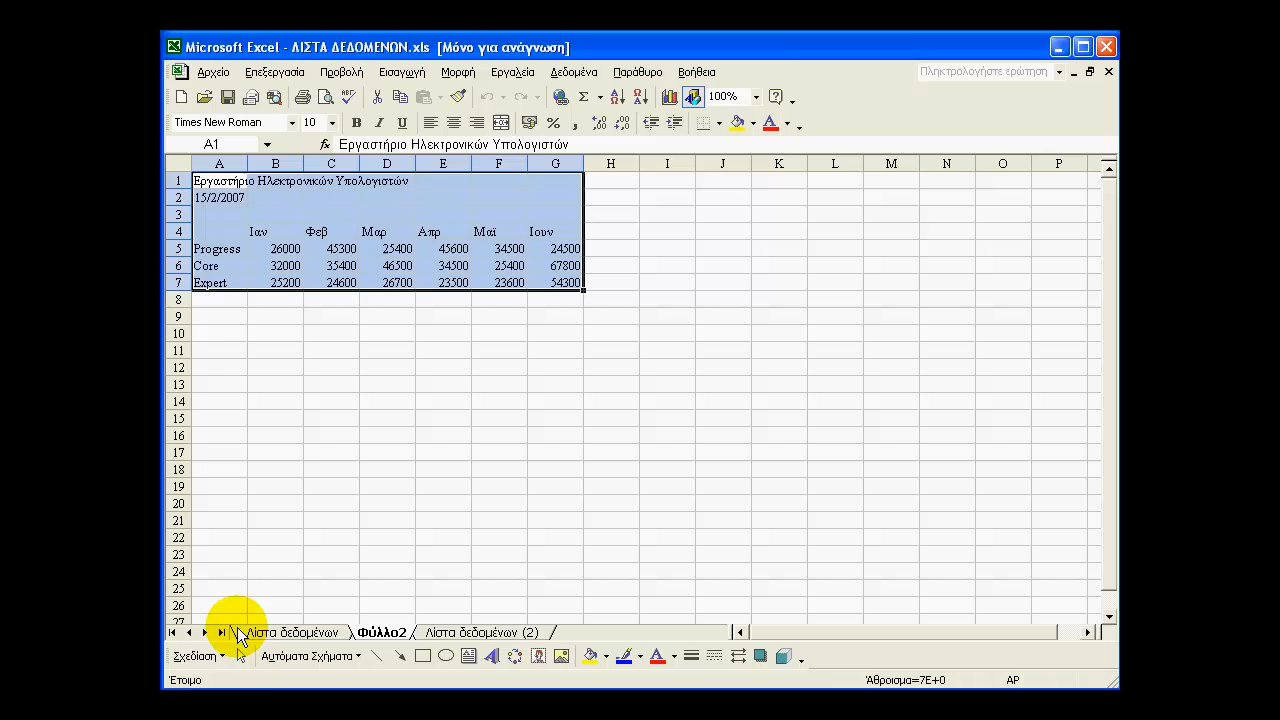 Microsoft Excel - ΛΙΣΤΑ ΔΕΔΟΜΕΝΩΝ.xls [Μόνο για ανάγνωση]
Αρχείο Επεξεργασία Προβολή Εισαγωγή Μορφή Εργαλεία Δεδομένα Παράθυρο Βοήθεια Πληκτρολογήστε ερώτηση
100%
Times New Roman 10
A1 fx Εργαστήριο Ηλεκτρονικών Υπολογιστών
A B C D E F G H I J K L M N O P
1 Εργαστήριο Ηλεκτρονικών Υπολογιστών
2 15/2/2007
3
4 Ιαν Φεβ Μαρ Απρ Μαϊ Ιουν
5 Progress 26000 45300 25400 45600 34500 24500
6 Core 32000 35400 46500 34500 25400 67800
7 Expert 25200 24600 26700 23500 23600 54300
8
9
10
11
12
13
14
15
16
17
18
19
20
21
22
23
24
25
26
27
Λίστα δεδομένων Φύλλο2 Λίστα δεδομένων (2)
Σχεδίαση Αυτόματα Σχήματα
Έτοιμο Άθροισμα=7E+0 AP